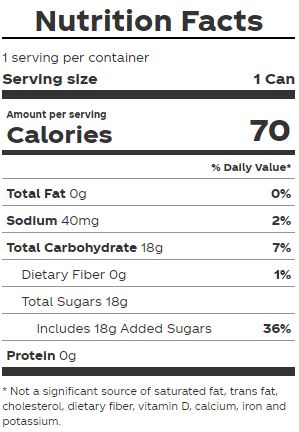 Nutrition Facts
1 serving per container
Serving size 1 Can
Amount per serving
Calories 70
% Daily Value*
Total Fat 0g 0%
Sodium 40mg 2%
Total Carbohydrate 18g 7%
Dietary Fiber 0g 1%
Total Sugars 18g
Includes 18g Added Sugars 36%
Protein 0g
* Not a significant source of saturated fat, trans fat,
cholesterol, dietary fiber, vitamin D, calcium, iron and
potassium.